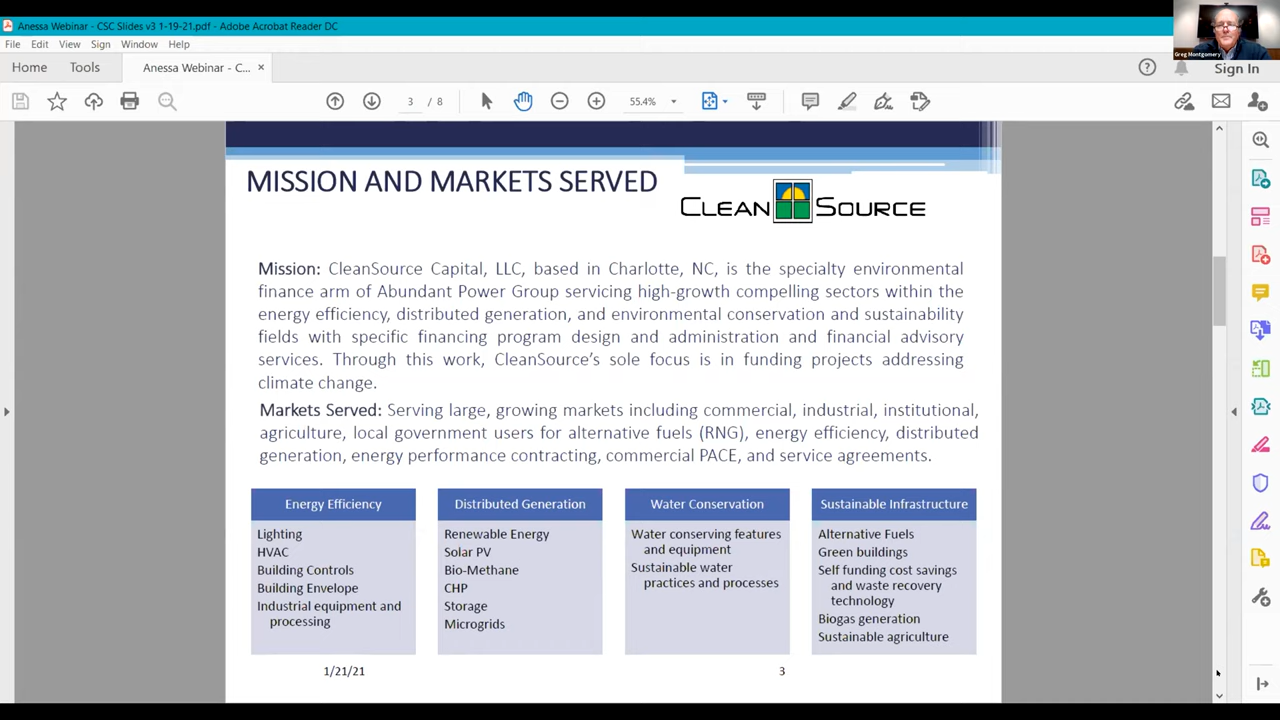 Anessa Webinar - CSC Slides v3 1-19-21.pdf - Adobe Acrobat Reader DC
File Edit View Sign Window Help
Home Tools Anessa Webinar - C... ×
Sign In
Greg Montgomery
3 / 8 55.4%
MISSION AND MARKETS SERVED
CLEAN SOURCE
Mission: CleanSource Capital, LLC, based in Charlotte, NC, is the specialty environmental
finance arm of Abundant Power Group servicing high-growth compelling sectors within the
energy efficiency, distributed generation, and environmental conservation and sustainability
fields with specific financing program design and administration and financial advisory
services. Through this work, CleanSource's sole focus is in funding projects addressing
climate change.
Markets Served: Serving large, growing markets including commercial, industrial, institutional,
agriculture, local government users for alternative fuels (RNG), energy efficiency, distributed
generation, energy performance contracting, commercial PACE, and service agreements.
Energy Efficiency
Lighting
HVAC
Building Controls
Building Envelope
Industrial equipment and
processing
Distributed Generation
Renewable Energy
Solar PV
Bio-Methane
CHP
Storage
Microgrids
Water Conservation
Water conserving features
and equipment
Sustainable water
practices and processes
Sustainable Infrastructure
Alternative Fuels
Green buildings
Self funding cost savings
and waste recovery
technology
Biogas generation
Sustainable agriculture
1/21/21 3